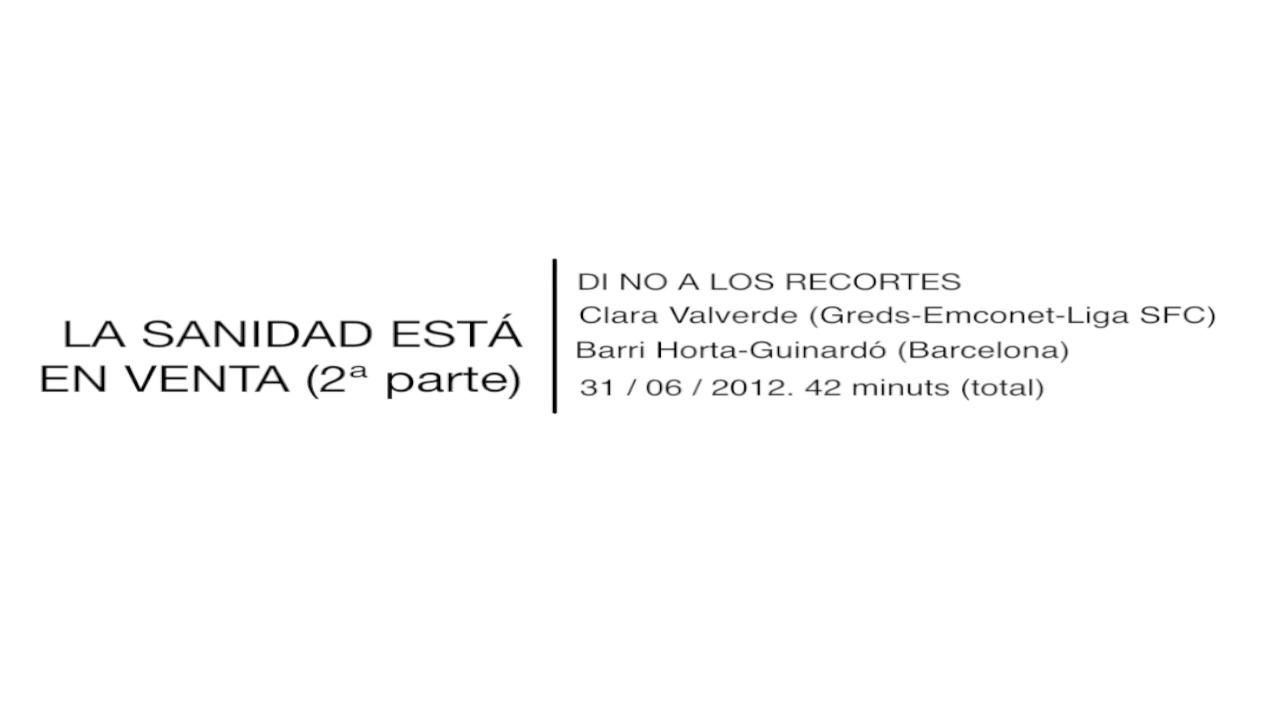 LA SANIDAD ESTÁ
EN VENTA (2ª parte)
DI NO A LOS RECORTES
Clara Valverde (Greds-Emconet-Liga SFC)
Barri Horta-Guinardó (Barcelona)
31 / 06 / 2012. 42 minuts (total)